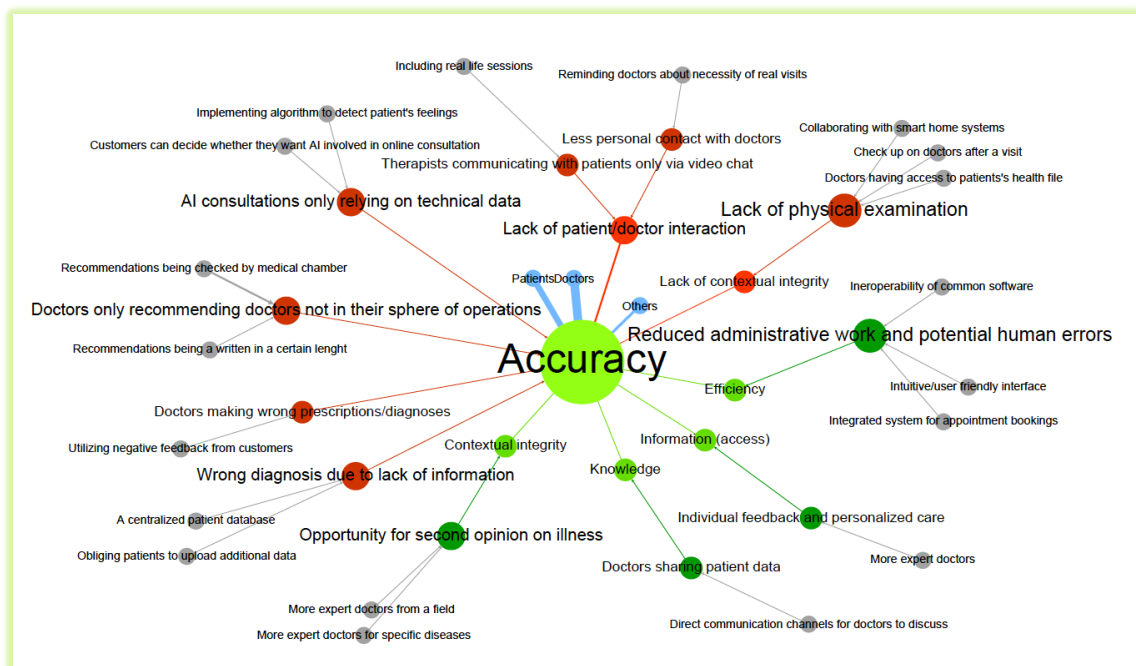 Including real life sessions
Reminding doctors about necessity of real visits
Implementing algorithm to detect patient's feelings
Collaborating with smart home systems
Less personal contact with doctors
Customers can decide whether they want AI involved in online consultation
Check up on doctors after a visit
Therapists communicating with patients only via video chat
Doctors having access to patients's health file
AI consultations only relying on technical data
Lack of physical examination
Lack of patient/doctor interaction
Recommendations being checked by medical chamber
Patients
Doctors
Lack of contextual integrity
Ineroperability of common software
Others
Doctors only recommending doctors not in their sphere of operations
Reduced administrative work and potential human errors
Recommendations being a written in a certain lenght
Accuracy
Efficiency
Intuitive/user friendly interface
Doctors making wrong prescriptions/diagnoses
Integrated system for appointment bookings
Contextual integrity
Information (access)
Utilizing negative feedback from customers
Knowledge
Wrong diagnosis due to lack of information
A centralized patient database
Individual feedback and personalized care
Opportunity for second opinion on illness
Obliging patients to upload additional data
More expert doctors
Doctors sharing patient data
More expert doctors from a field
Direct communication channels for doctors to discuss
More expert doctors for specific diseases